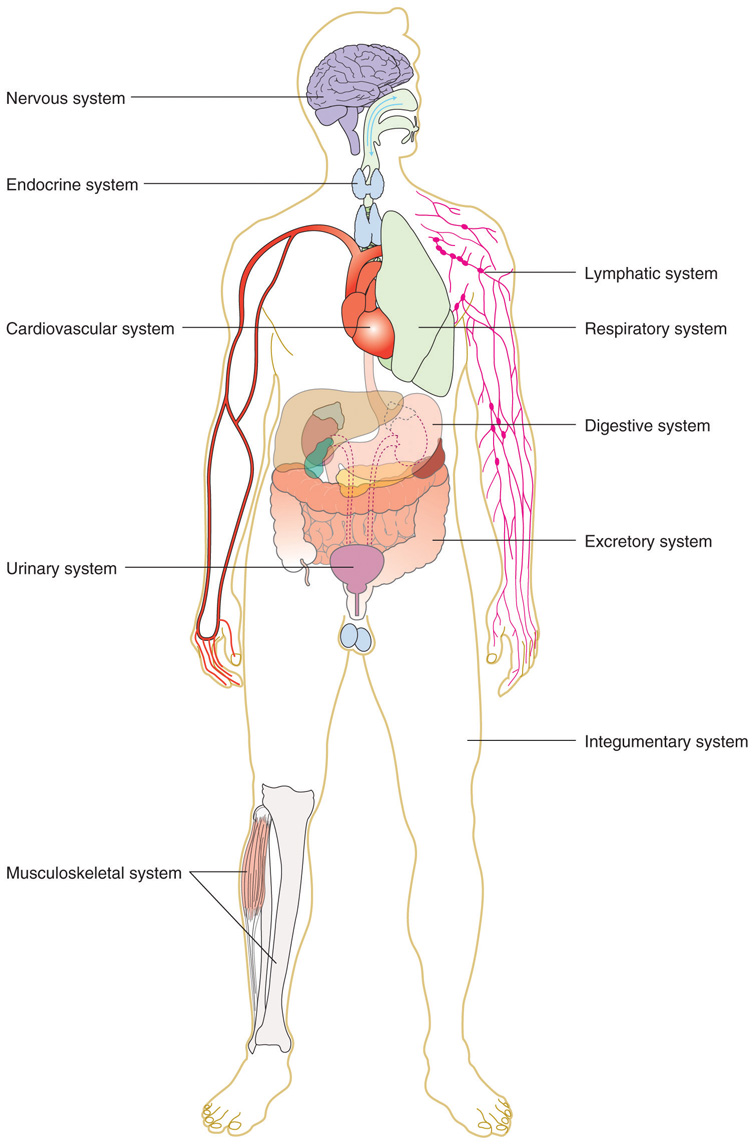 Nervous system
Endocrine system
Lymphatic system
Cardiovascular system
Respiratory system
Digestive system
Excretory system
Urinary system
Integumentary system
Musculoskeletal system